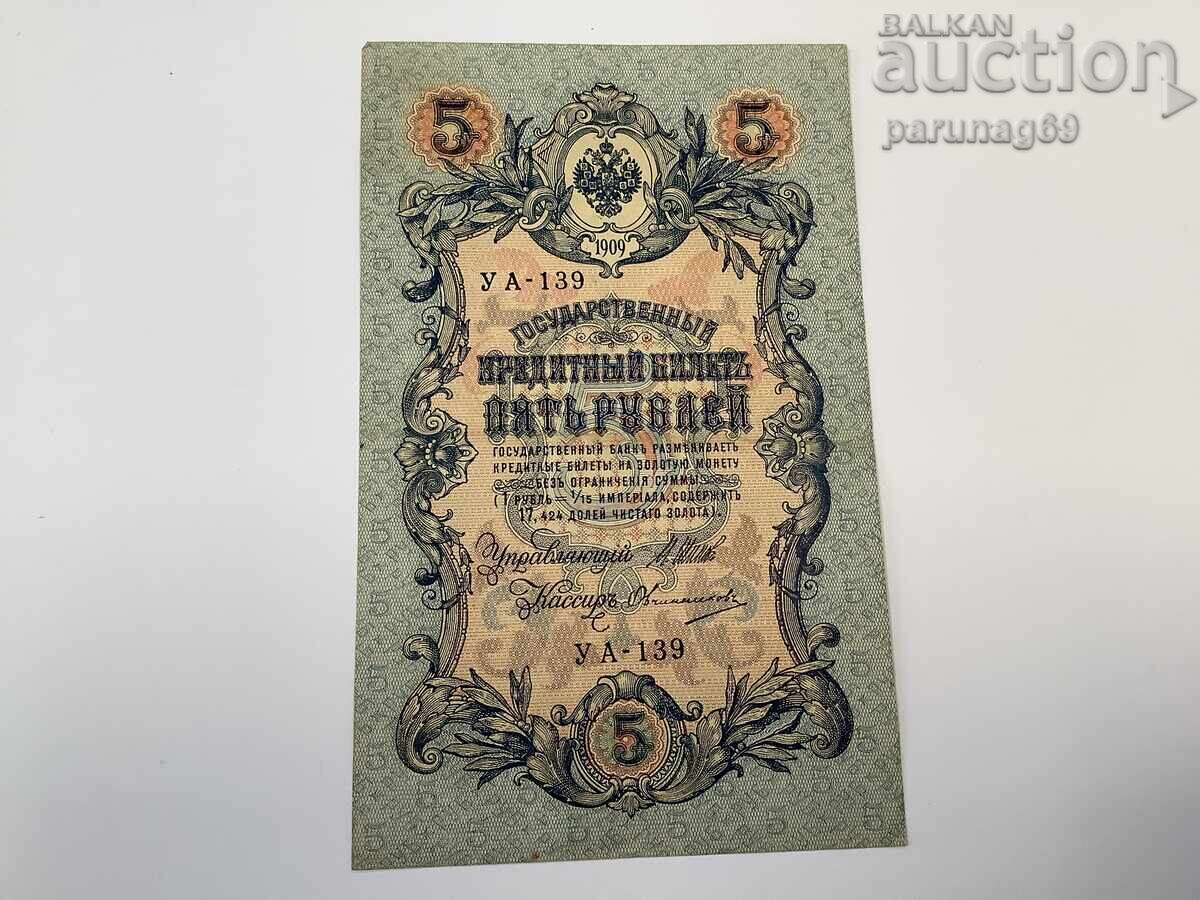 BALKAN
auction
parunag69
5 5
1909
УА-139
ГОСУДАРСТВЕННЫЙ
КРЕДИТНЫЙ БИЛЕТЪ
ПЯТЬ РУБЛЕЙ
ГОСУДАРСТВЕННЫЙ БАНКЪ РАЗМѢНИВАЕТЪ
КРЕДИТНЫЕ БИЛЕТЫ НА ЗОЛОТУЮ МОНЕТУ
БЕЗЪ ОГРАНИЧЕНІЯ СУММЫ
(1 РУБЛЬ = 1/15 ИМПЕРІАЛА, СОДЕРЖИТЪ
17,424 ДОЛЕЙ ЧИСТАГО ЗОЛОТА).
Управляющій
Кассиръ Овчинниковъ
УА-139
5